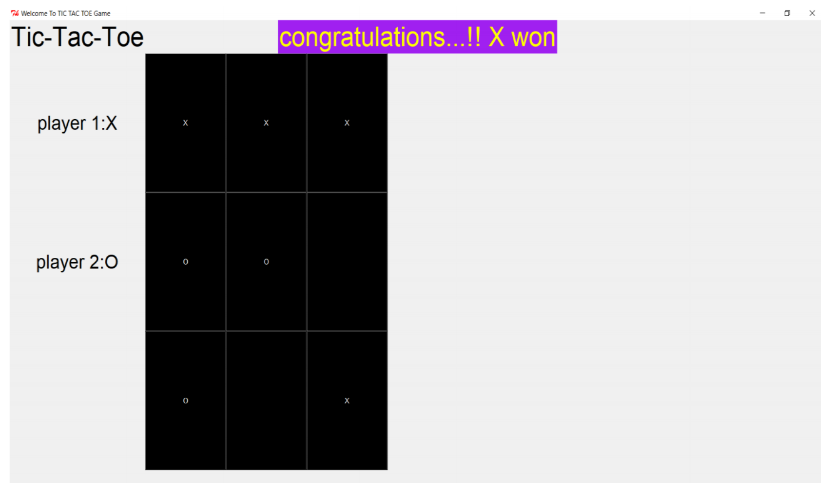 Welcome To TIC TAC TOE Game
Tic-Tac-Toe
congratulations...!! X won
player 1:X
X X X
player 2:O
O O
O X